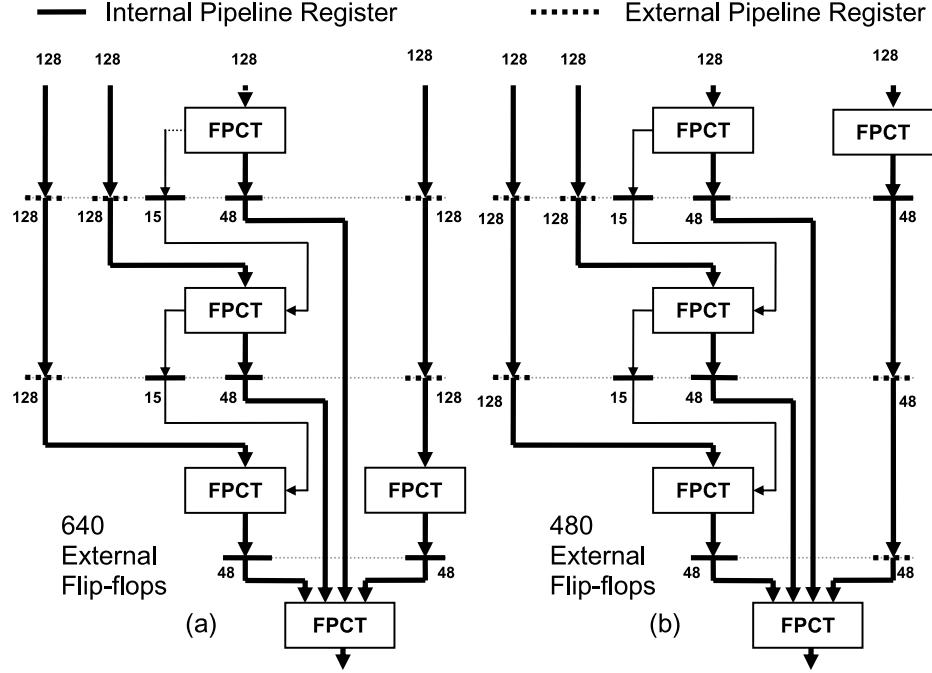 Internal Pipeline Register
External Pipeline Register
128 128 128 128
128 128 128 128
FPCT
FPCT
FPCT
128 128 15 48 128
128 128 15 48 48
FPCT
FPCT
128 15 48 128
128 15 48 48
FPCT
FPCT
FPCT
640
External
Flip-flops
480
External
Flip-flops
48 48
48 48
FPCT
FPCT
(a)
(b)